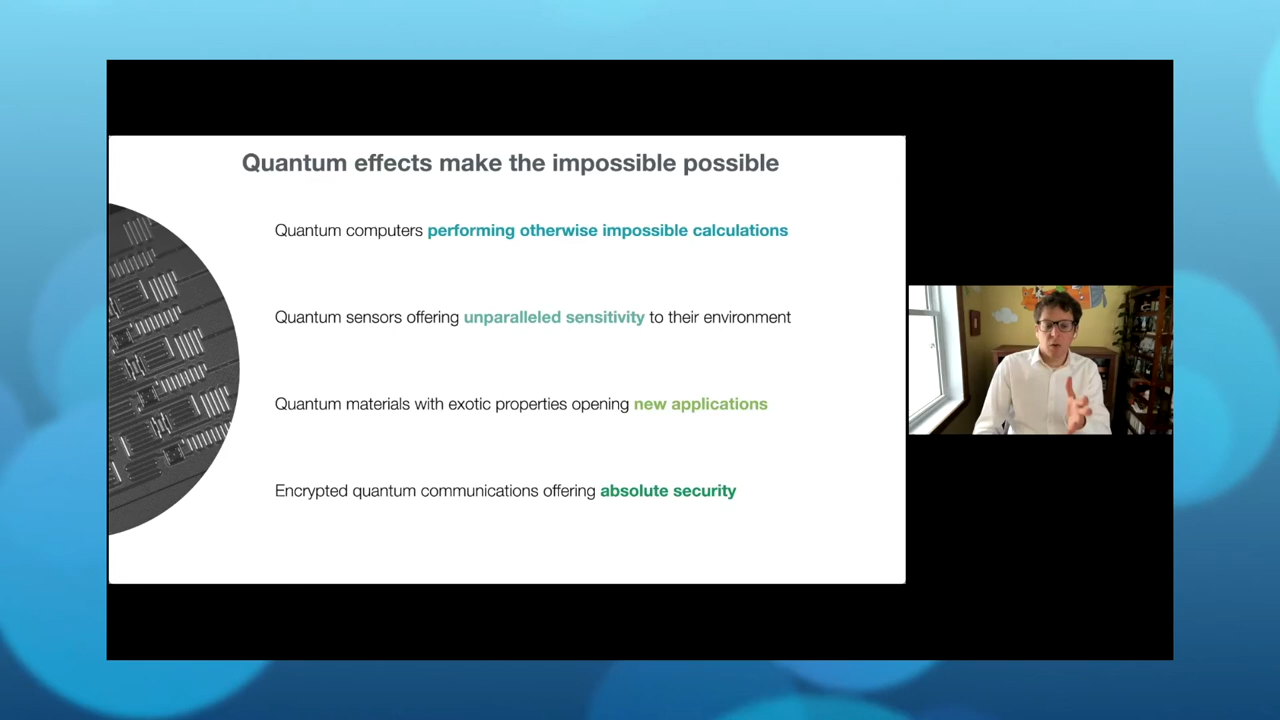 Quantum effects make the impossible possible
Quantum computers performing otherwise impossible calculations
Quantum sensors offering unparalleled sensitivity to their environment
Quantum materials with exotic properties opening new applications
Encrypted quantum communications offering absolute security